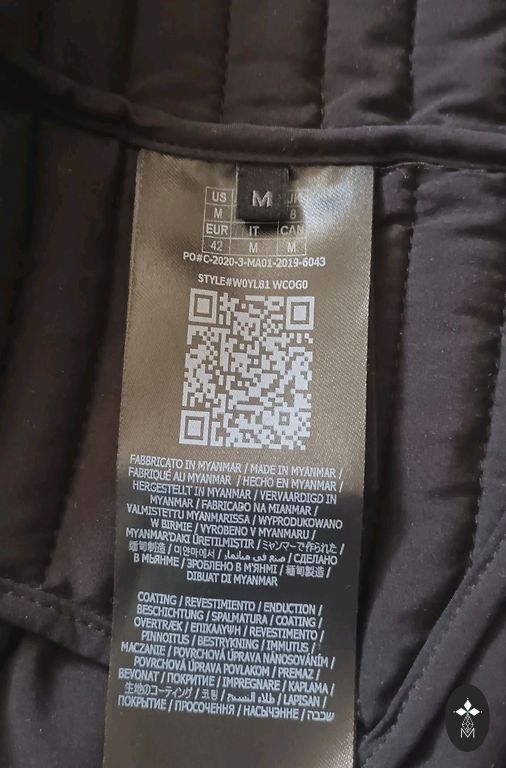 US M UK
M 8
EUR IT CAN
42 M M
PO#C-2020-3-MA01-2019-6043
STYLE#W0YL81 WCOG0
FABBRICATO IN MYANMAR / MADE IN MYANMAR /
FABRIQUÉ AU MYANMAR / HECHO EN MYANMAR /
HERGESTELLT IN MYANMAR / VERVAARDIGD IN
MYANMAR / FABRICADO NA MIANMAR /
VALMISTETTU MYANMARISSA / WYPRODUKOWANO
W BIRMIE / VYROBENO V MYANMARU /
MYANMAR'DAKI ÜRETILMISTIR / ミャンマーで作られた /
緬甸制造 / 미얀마에서 / صنع في ميانمار / СДЕЛАНО
В МЬЯНМЕ / ЗРОБЛЕНО В М'ЯНМІ / 緬甸製造 /
DIBUAT DI MYANMAR
COATING / REVESTIMIENTO / ENDUCTION /
BESCHICHTUNG / SPALMATURA / COATING /
OVERTRÆK / ΕΠΙΚΑΛΥΨΗ / REVESTIMENTO /
PINNOITUS / BESTRYKNING / IMMUTUS /
MACZANIE / POVRCHOVÁ ÚPRAVA NÁNOSOVÁNÍM /
POVRCHOVÁ ÚPRAVA POVLAKOM / PREMAZ /
BEVONAT / ПОКРИТИЕ / IMPREGNARE / KAPLAMA /
生地のコーティング / 코팅 / طلاء النسيج / LAPISAN /
ПОКРЫТИЕ / ПРОСОЧЕННЯ / НАСЫЧЭННЕ / שכבה
M